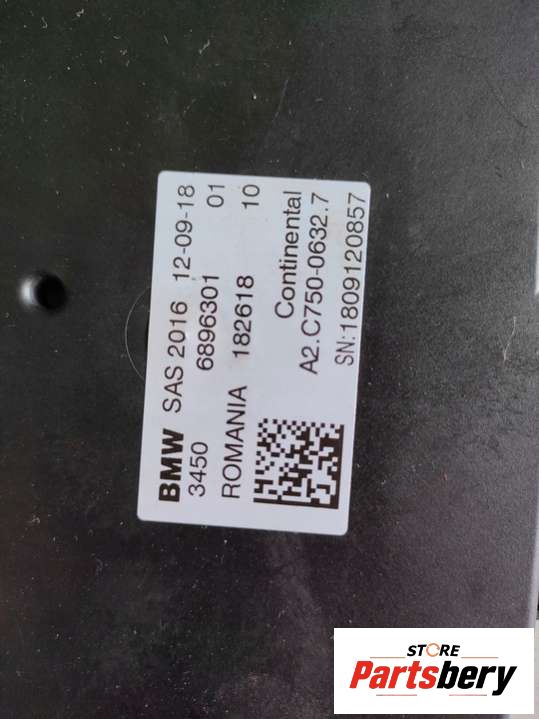 BMW SAS 2016 12-09-18
3450 6896301 01
ROMANIA 182618 10
Continental
A2.C750-0632.7
SN:1809120857
STORE
Partsbery